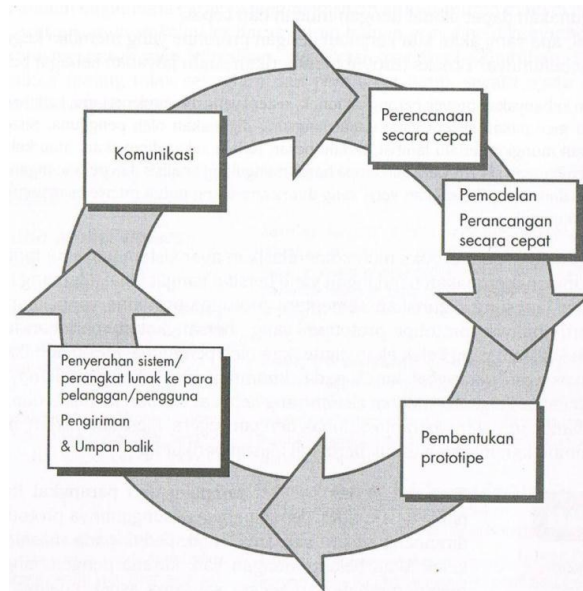 Komunikasi
Perencanaan
secara cepat
Pemodelan
Perancangan
secara cepat
Pembentukan
prototipe
Penyerahan sistem/
perangkat lunak ke para
pelanggan/pengguna
Pengiriman
& Umpan balik